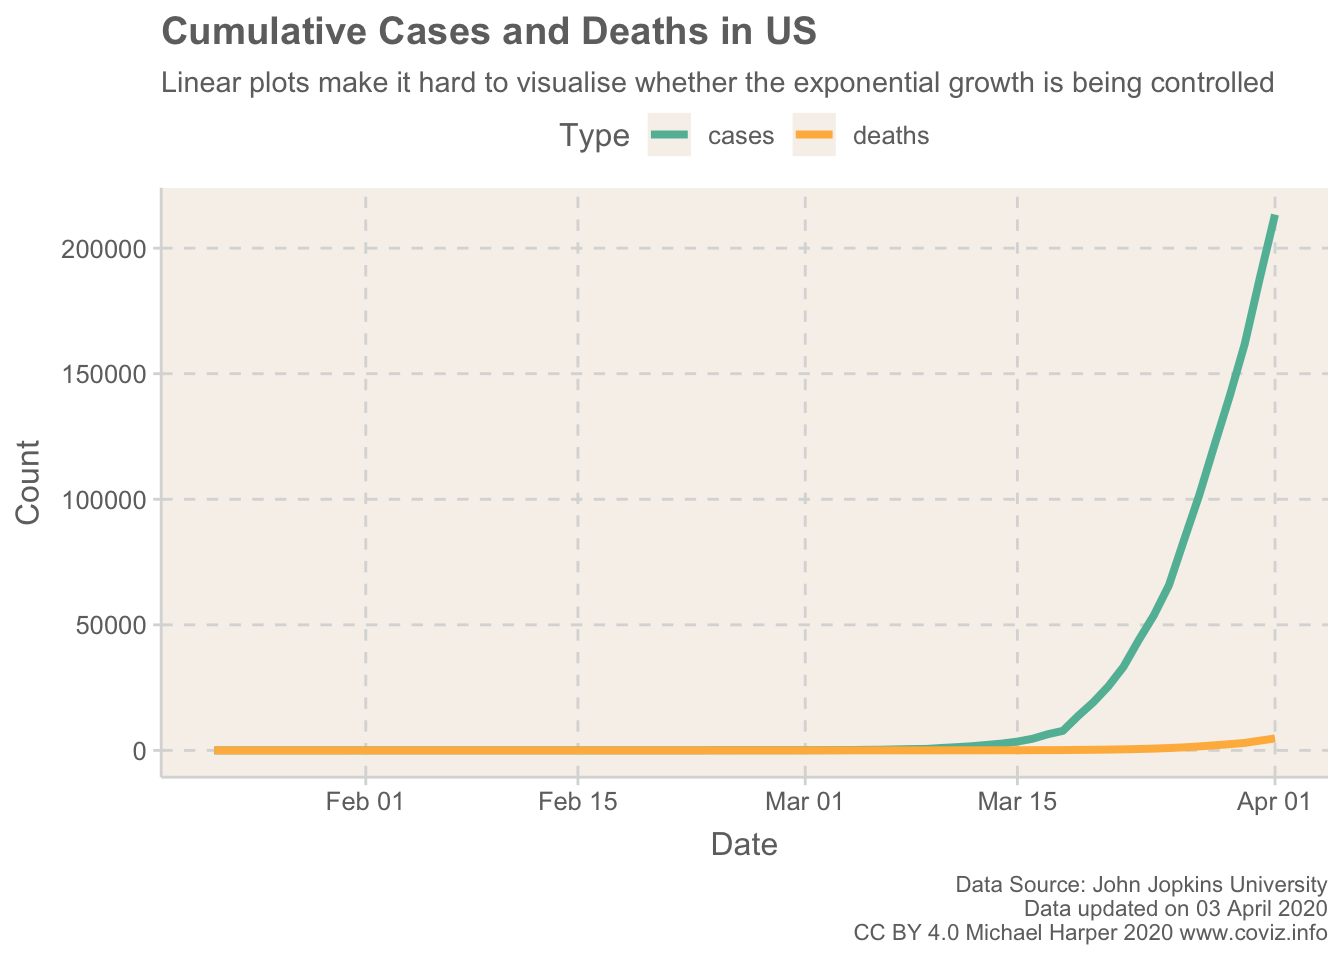 Cumulative Cases and Deaths in US
Linear plots make it hard to visualise whether the exponential growth is being controlled
Type cases deaths
200000
150000
100000
50000
0
Count
Feb 01 Feb 15 Mar 01 Mar 15 Apr 01
Date
Data Source: John Jopkins University
Data updated on 03 April 2020
CC BY 4.0 Michael Harper 2020 www.coviz.info